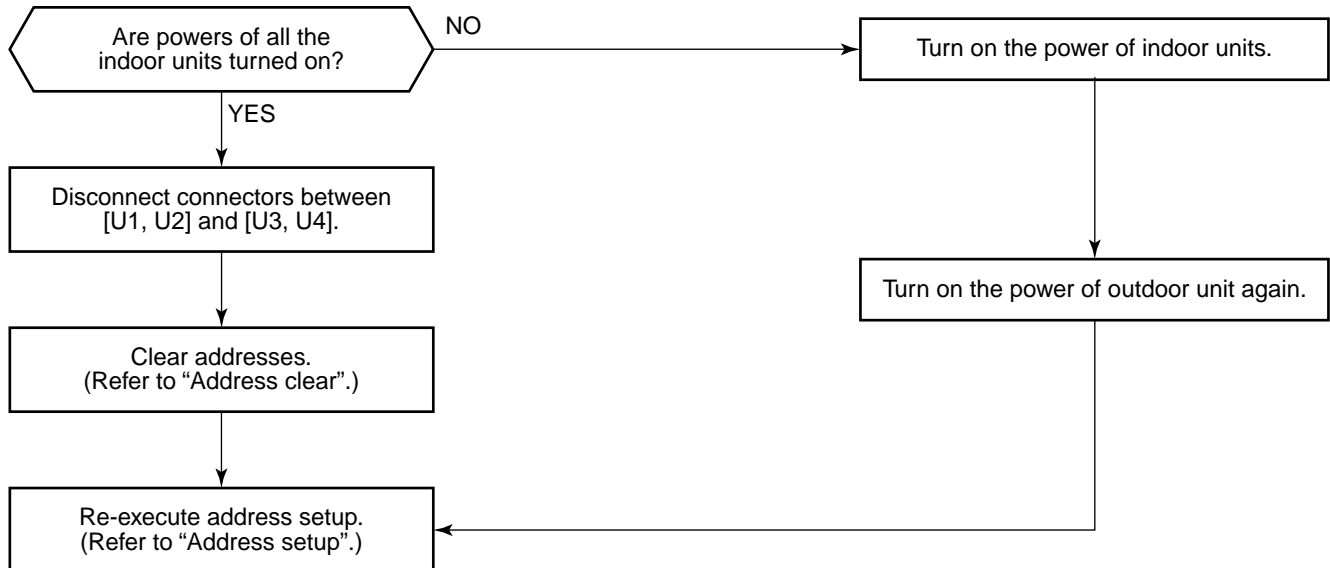 Are powers of all the
indoor units turned on?
NO
Turn on the power of indoor units.
YES
Disconnect connectors between
[U1, U2] and [U3, U4].
Turn on the power of outdoor unit again.
Clear addresses.
(Refer to “Address clear”.)
Re-execute address setup.
(Refer to “Address setup”.)